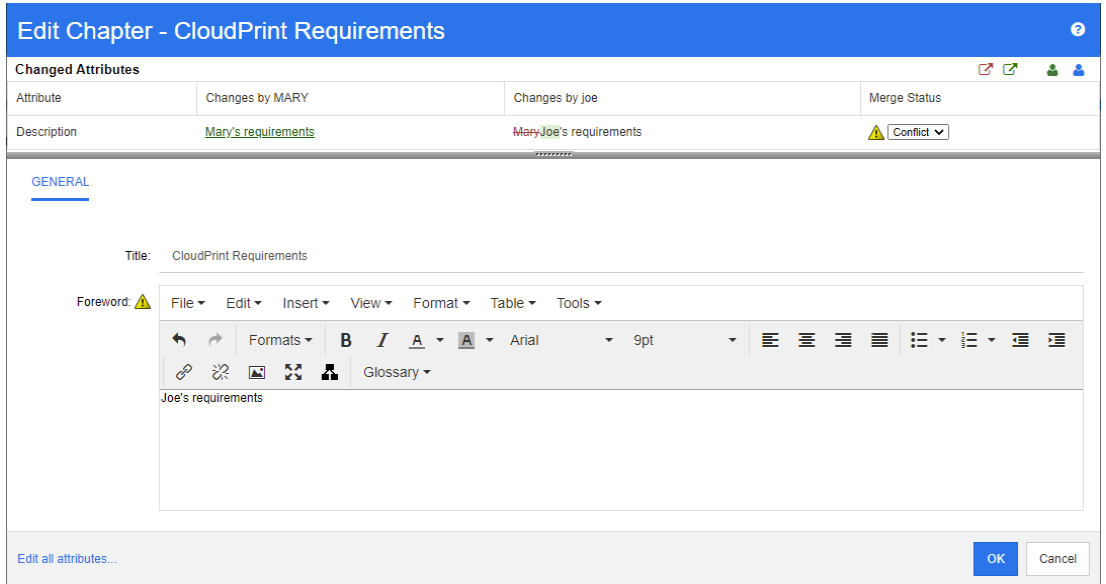 Edit Chapter - CloudPrint Requirements ?
Changed Attributes
Attribute Changes by MARY Changes by joe Merge Status
Description Mary's requirements MaryJoe's requirements Conflict
GENERAL
Title: CloudPrint Requirements
Foreword: File Edit Insert View Format Table Tools
Formats B I A A Arial 9pt
Glossary
Joe's requirements
Edit all attributes... OK Cancel